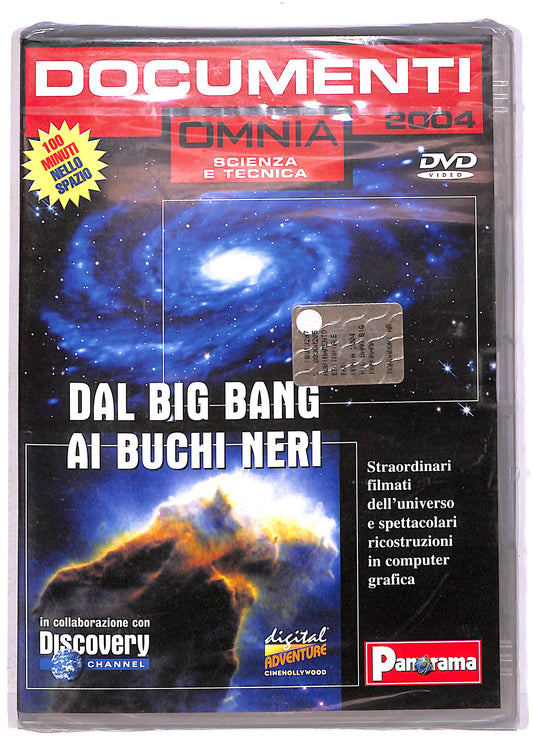 DOCUMENTI
OMNIA
2004
SCIENZA
E TECNICA
100
MINUTI
NELLO
SPAZIO
DVD
VIDEO
DAL BIG BANG
AI BUCHI NERI
Straordinari
filmati
dell'universo
e spettacolari
ricostruzioni
in computer
grafica
in collaborazione con
Discovery
CHANNEL
digital
ADVENTURE
CINEHOLLYWOOD
Panorama